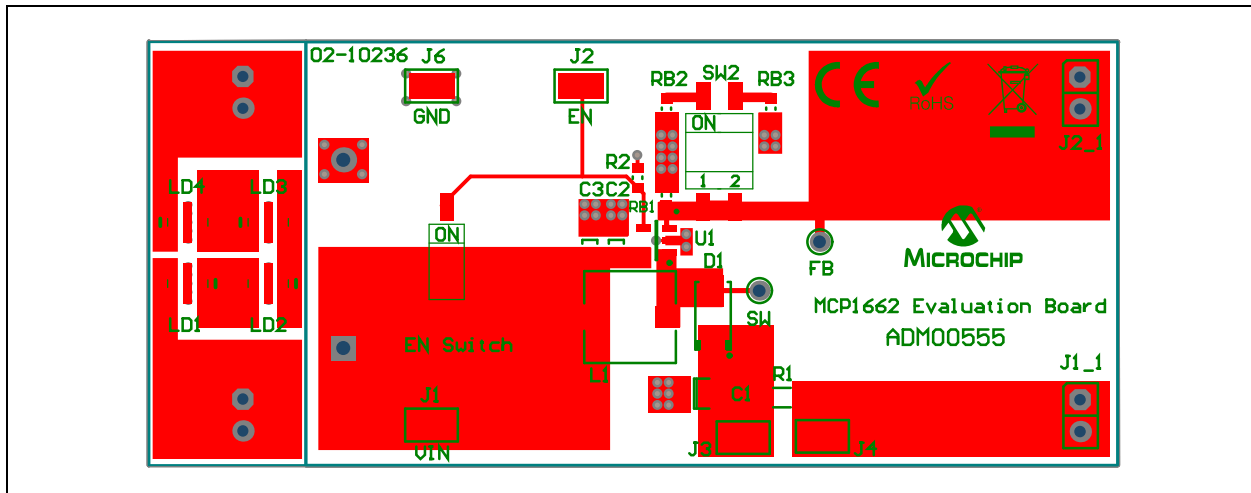 02-10236
J6
GND
J2
EN
RB2
SW2
RB3
ON
1 2
RoHS
J2_1
LD4
LD3
LD1
LD2
R2
C3
C2
RB1
U1
D1
FB
SW
MICROCHIP
MCP1662 Evaluation Board
ADM00555
ON
EN Switch
L1
J1
VIN
R1
C1
J3
J4
J1_1